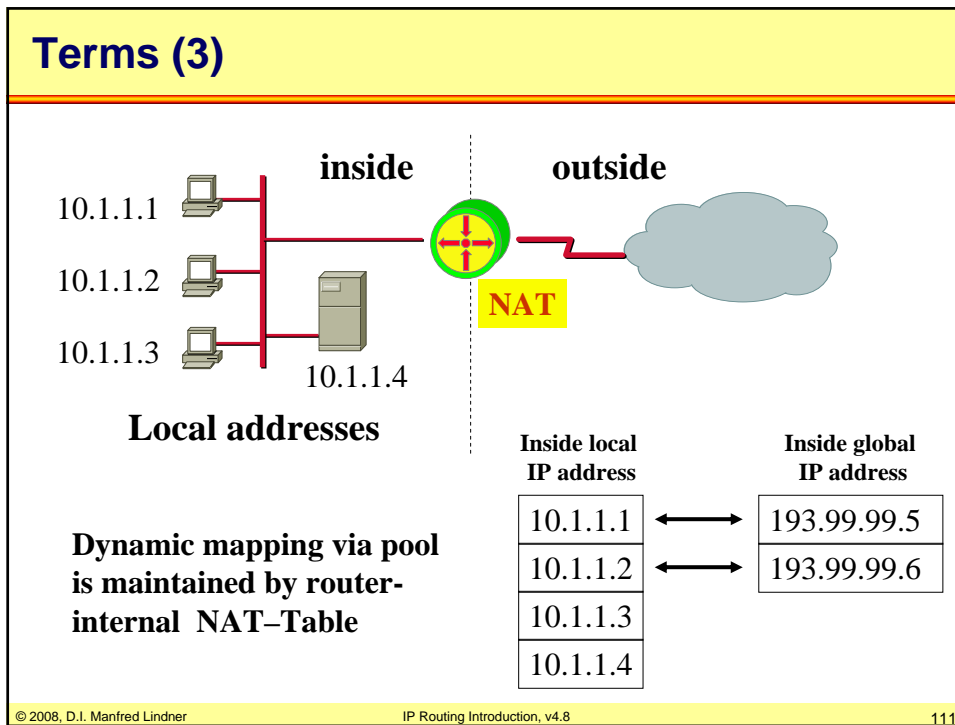 Terms (3)
inside
outside
10.1.1.1
10.1.1.2
NAT
10.1.1.3
10.1.1.4
Local addresses
Inside local
IP address
Inside global
IP address
10.1.1.1
193.99.99.5
10.1.1.2
193.99.99.6
10.1.1.3
10.1.1.4
Dynamic mapping via pool
is maintained by router-
internal NAT–Table
© 2008, D.I. Manfred Lindner
IP Routing Introduction, v4.8
111